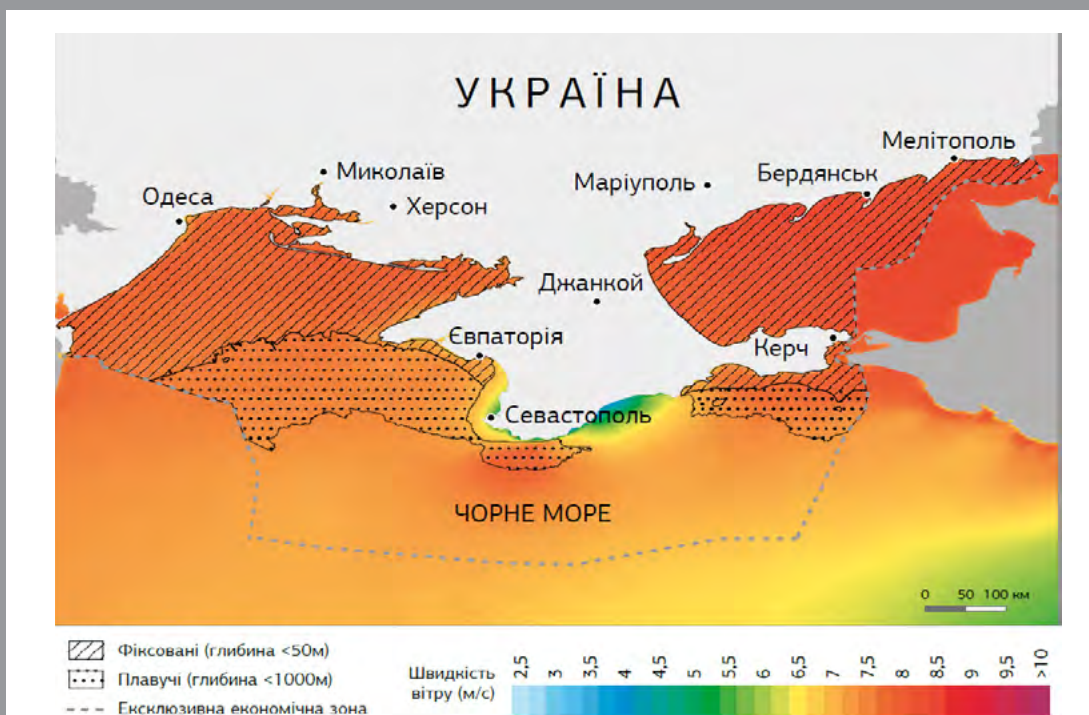 УКРАЇНА
Мелітополь
Миколаїв
Маріуполь
Бердянськ
Одеса
Херсон
Джанкой
Євпаторія
Керч
Севастополь
ЧОРНЕ МОРЕ
0 50 100 км
Фіксовані (глибина <50м)
Плавучі (глибина <1000м)
Ексклюзивна економічна зона
Швидкість
вітру (м/с)
2,5 3 3,5 4 4,5 5 5,5 6 6,5 7 7,5 8 8,5 9 9,5 >10